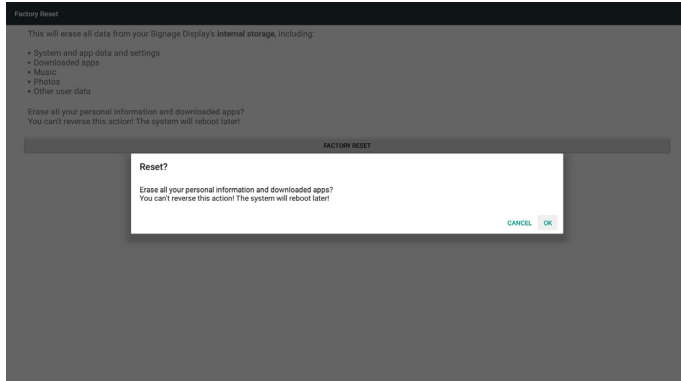 Factory Reset
This will erase all data from your Signage Display's Internal storage, including:
• System and app data and settings
• Downloaded apps
• Music
• Photos
• Other user data
Erase all your personal information and downloaded apps?
You can't reverse this action! The system will reboot later!
FACTORY RESET
Reset?
Erase all your personal information and downloaded apps?
You can't reverse this action! The system will reboot later!
CANCEL OK